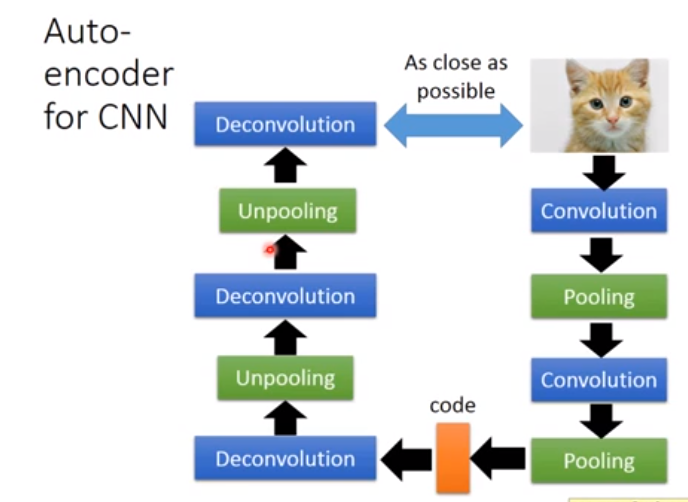 Auto-
encoder
for CNN
As close as
possible
Deconvolution
Unpooling
Convolution
Deconvolution
Pooling
Unpooling
Convolution
code
Deconvolution
Pooling